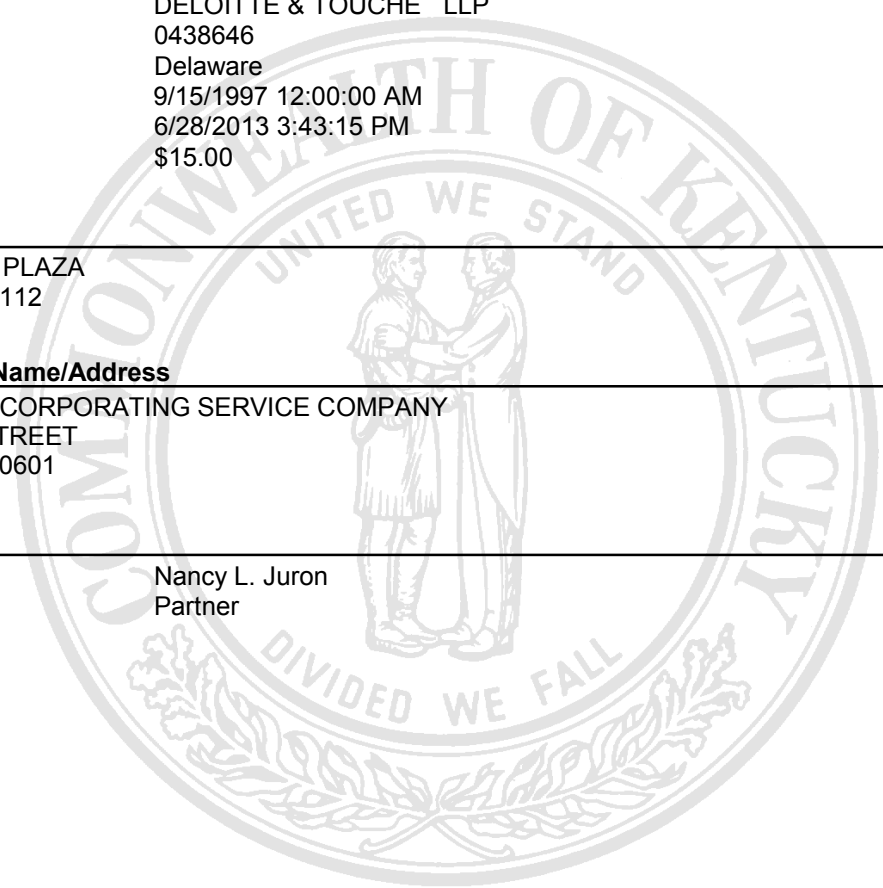 DELOITTE & TOUCHE LLP
0438646
Delaware
9/15/1997 12:00:00 AM
6/28/2013 3:43:15 PM
$15.00
COMMONWEALTH OF KENTUCKY
UNITED WE STAND
PLAZA
112
Name/Address
CORPORATING SERVICE COMPANY
TREET
0601
Nancy L. Juron
Partner
DIVIDED WE FALL